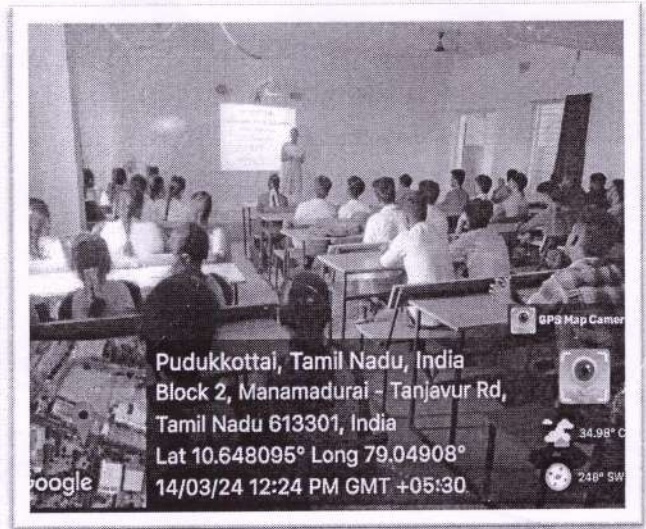 GPS Map Camer
Pudukkottai, Tamil Nadu, India
Block 2, Manamadurai - Tanjavur Rd,
Tamil Nadu 613301, India
Lat 10.648095° Long 79.04908°
14/03/24 12:24 PM GMT +05:30
34.98° C
248° SW
oogle